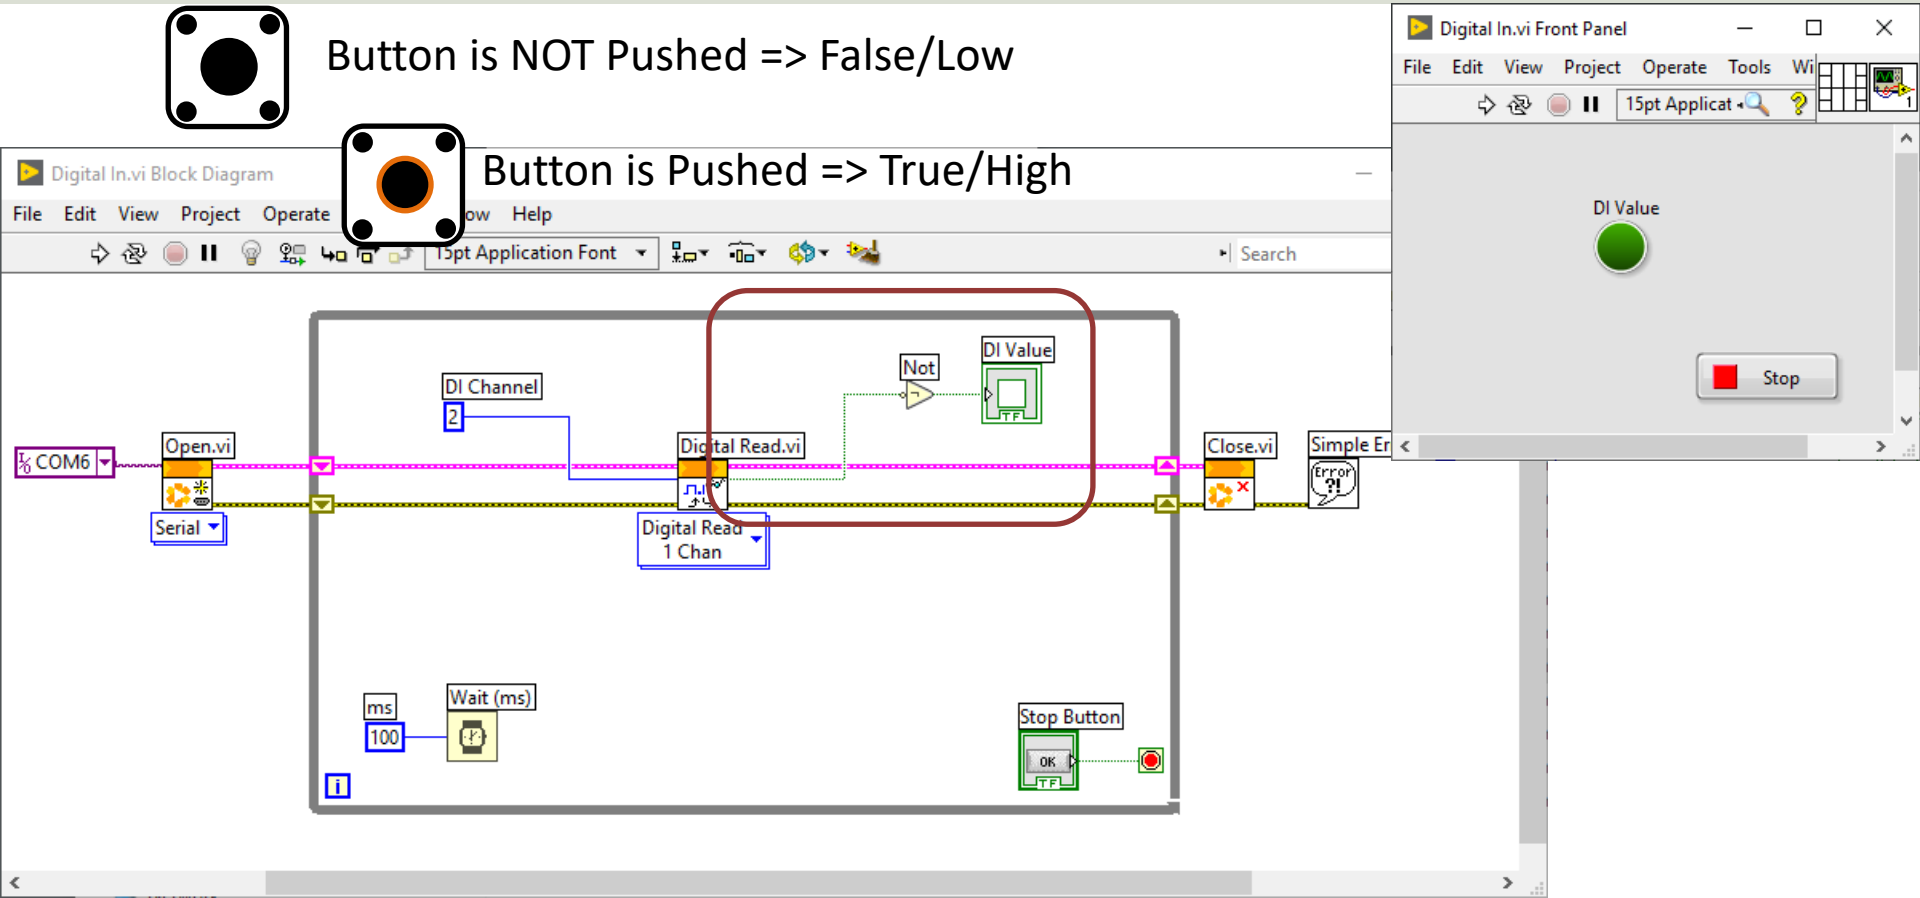 Button is NOT Pushed => False/Low
Button is Pushed => True/High
Digital In.vi Front Panel
File Edit View Project Operate Tools Wi
15pt Applicat
1
DI Value
Stop
Digital In.vi Block Diagram
File Edit View Project Operate ow Help
15pt Application Font
Search
DI Channel
2
Not
DI Value
TF
COM6
Open.vi
Serial
Digital Read.vi
Digital Read
1 Chan
Close.vi
Simple Er
Error
?!
ms
100
Wait (ms)
Stop Button
OK
TF
i